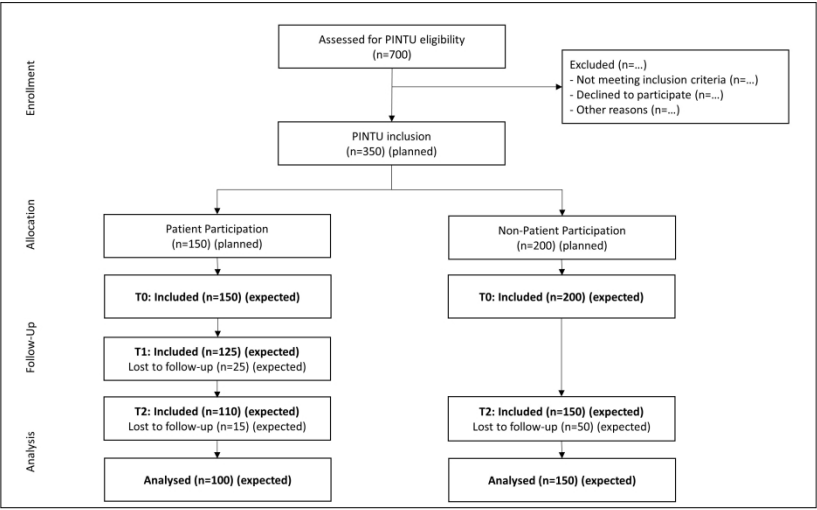 Enrollment
Assessed for PINTU eligibility
(n=700)
Excluded (n=...)
- Not meeting inclusion criteria (n=...)
- Declined to participate (n=...)
- Other reasons (n=...)
PINTU inclusion
(n=350) (planned)
Allocation
Patient Participation
(n=150) (planned)
Non-Patient Participation
(n=200) (planned)
T0: Included (n=150) (expected)
T0: Included (n=200) (expected)
Follow-Up
T1: Included (n=125) (expected)
Lost to follow-up (n=25) (expected)
T2: Included (n=110) (expected)
Lost to follow-up (n=15) (expected)
T2: Included (n=150) (expected)
Lost to follow-up (n=50) (expected)
Analysis
Analysed (n=100) (expected)
Analysed (n=150) (expected)